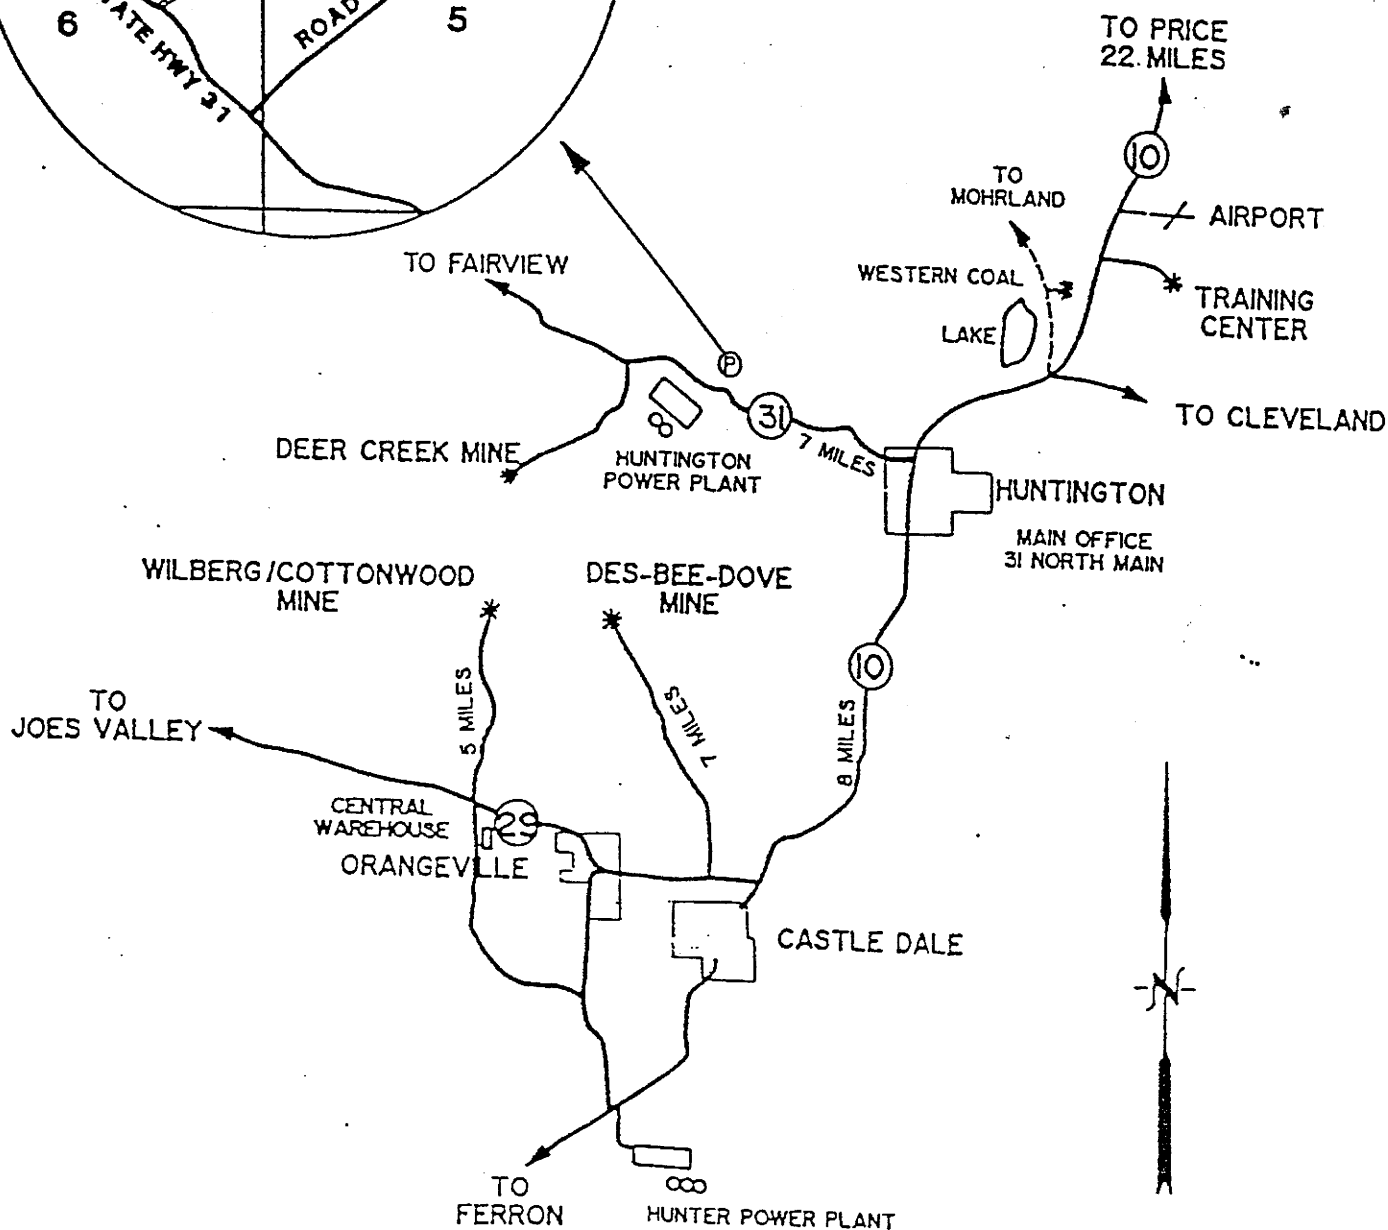 6
STATE HWY 31
ROAD
5
TO PRICE
22. MILES
10
TO
MOHRLAND
AIRPORT
TO FAIRVIEW
WESTERN COAL
TRAINING
CENTER
LAKE
P
31
TO CLEVELAND
7 MILES
DEER CREEK MINE
HUNTINGTON
POWER PLANT
HUNTINGTON
MAIN OFFICE
31 NORTH MAIN
WILBERG/COTTONWOOD
MINE
DES-BEE-DOVE
MINE
10
TO
JOES VALLEY
5 MILES
7 MILES
8 MILES
CENTRAL
WAREHOUSE
29
ORANGEVILLE
CASTLE DALE
N
TO
FERRON
HUNTER POWER PLANT